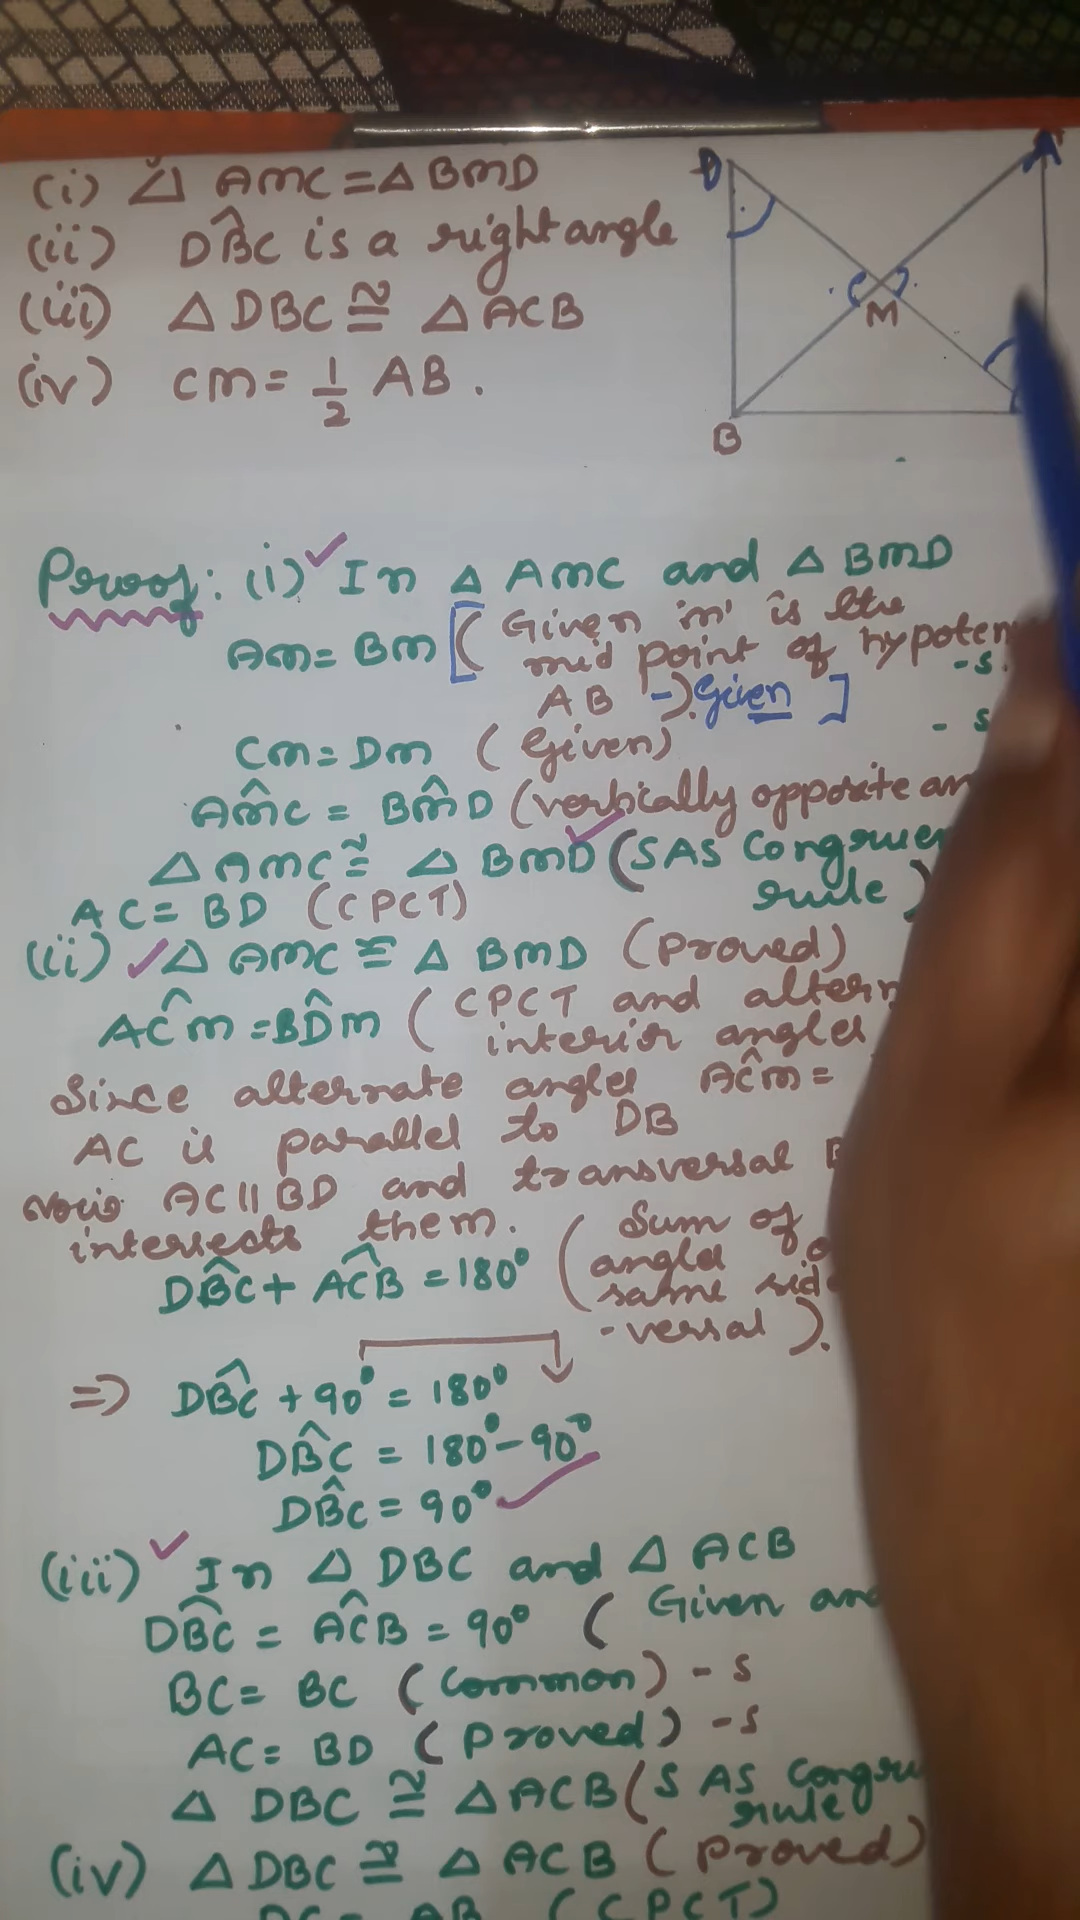 (i) △ AMC = △ BMD
(ii) DB̂C is a right angle
(iii) △ DBC ≅ △ ACB
(iv) CM = 1/2 AB.
D
A
M
B
Proof: (i) In △ AMC and △ BMD
AM = BM [( Given 'm' is the
mid point of hypoten
AB -). Given ]
- S.
CM = DM (Given)
- S
AM̂C = BM̂D (vertically opposite an
△ AMC ≅ △ BMD (SAS Congruen
rule)
AC = BD (CPCT)
(ii) △ AMC ≅ △ BMD (Proved)
AĈM = BD̂M ( CPCT and altern
interior angles
Since alternate angles AĈM =
AC is parallel to DB
Now AC || BD and transversal B
intersects them.
DB̂C + AĈB = 180° ( Sum of
angles
same sid
-versal ).
=> DB̂C + 90° = 180°
DB̂C = 180° - 90°
DB̂C = 90°
(iii) In △ DBC and △ ACB
DB̂C = AĈB = 90° ( Given and
BC = BC (Common) - S
AC = BD (Proved) - S
△ DBC ≅ △ ACB (SAS Congru
rule
(iv) △ DBC ≅ △ ACB (Proved)
DC = AB (CPCT)